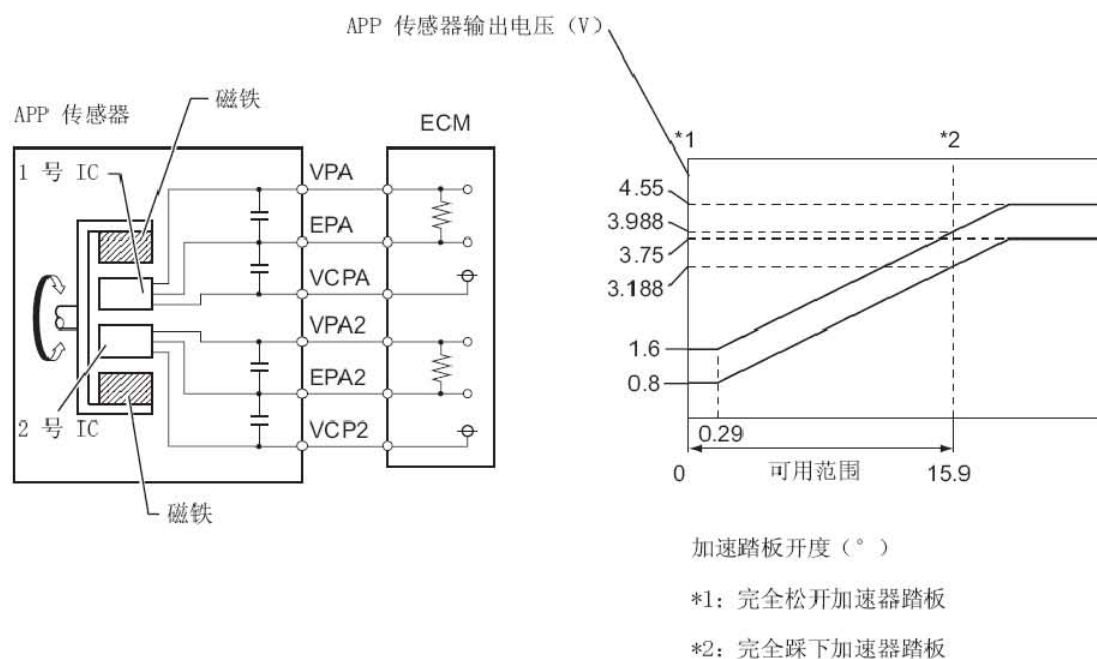 APP 传感器输出电压（V）
APP 传感器
磁铁
ECM
1 号 IC
VPA
EPA
VCPA
VPA2
EPA2
VCP2
2 号 IC
磁铁
*1
*2
4.55
3.988
3.75
3.188
1.6
0.8
0.29
0
可用范围
15.9
加速踏板开度（°）
*1：完全松开加速器踏板
*2：完全踩下加速器踏板